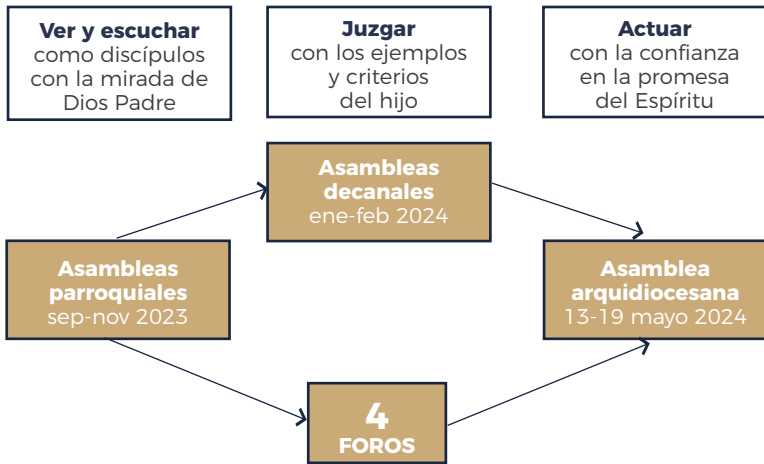 Ver y escuchar
como discípulos
con la mirada de
Dios Padre
Juzgar
con los ejemplos
y criterios
del hijo
Actuar
con la confianza
en la promesa
del Espíritu
Asambleas
decanales
ene-feb 2024
Asambleas
parroquiales
sep-nov 2023
Asamblea
arquidiocesana
13-19 mayo 2024
4
FOROS